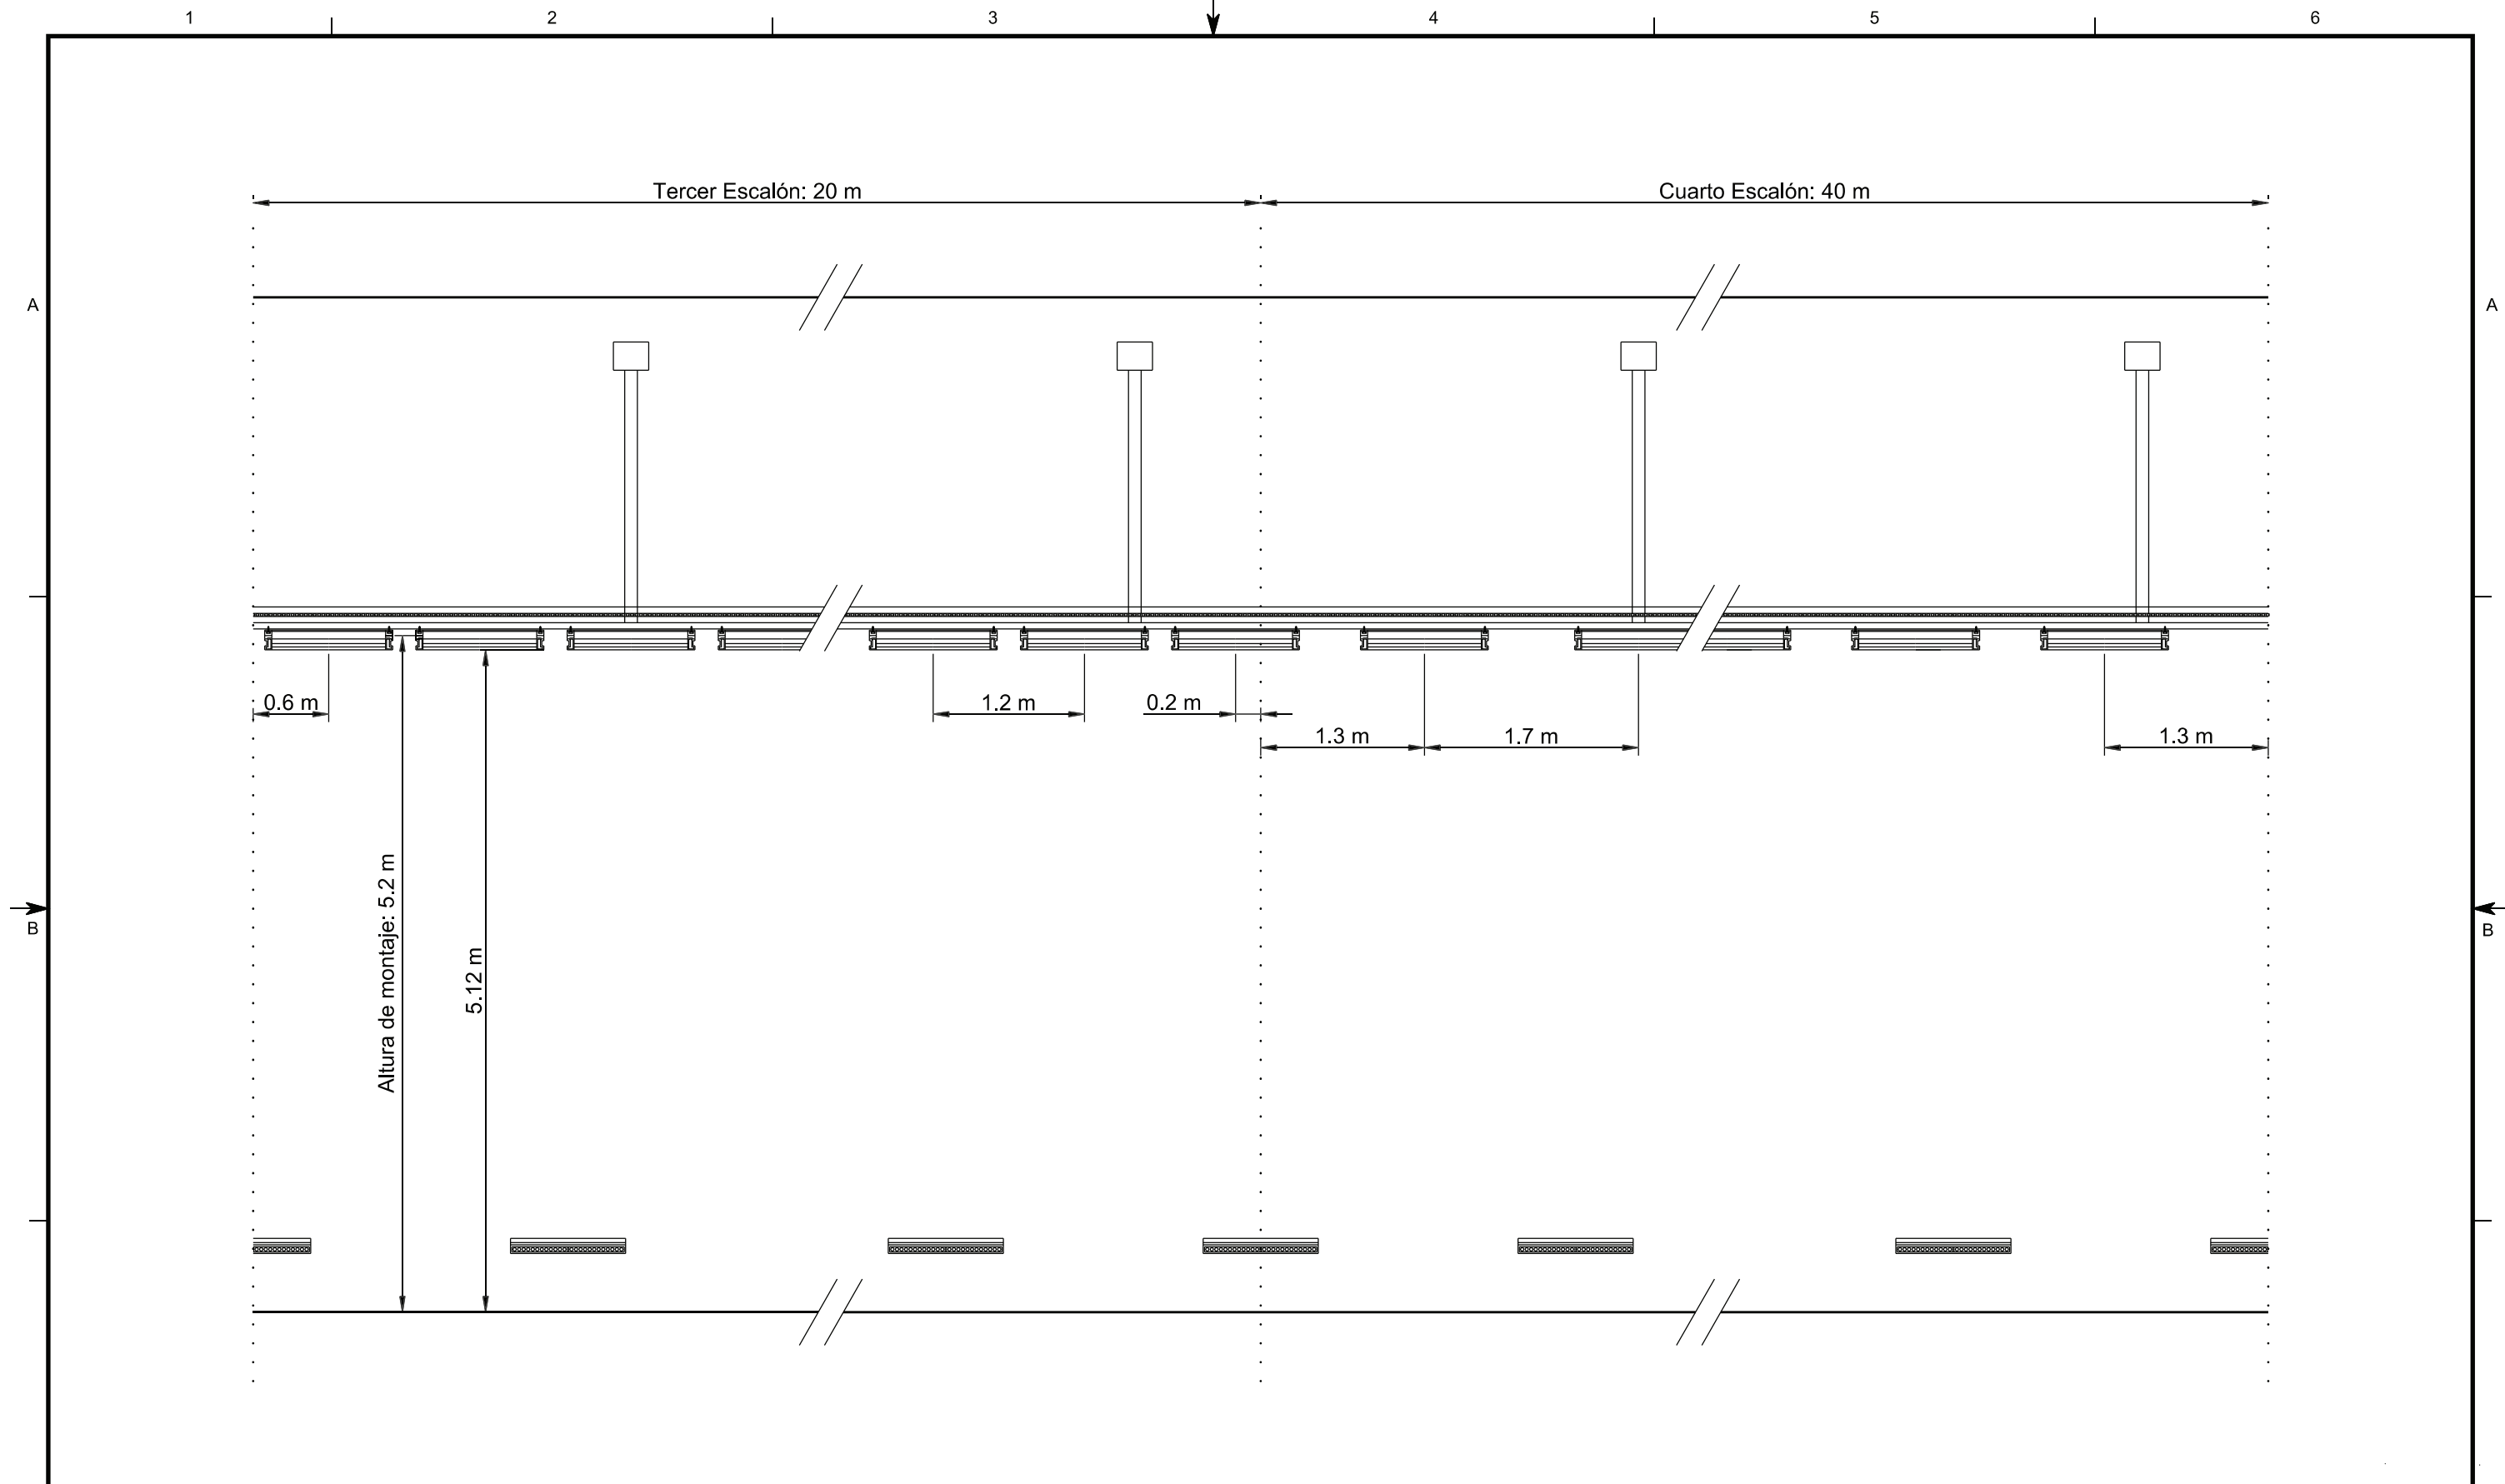 1 2 3 4 5 6
Tercer Escalón: 20 m Cuarto Escalón: 40 m
A A
0.6 m 1.2 m 0.2 m
1.3 m 1.7 m 1.3 m
Altura de montaje: 5.2 m
5.12 m
B B